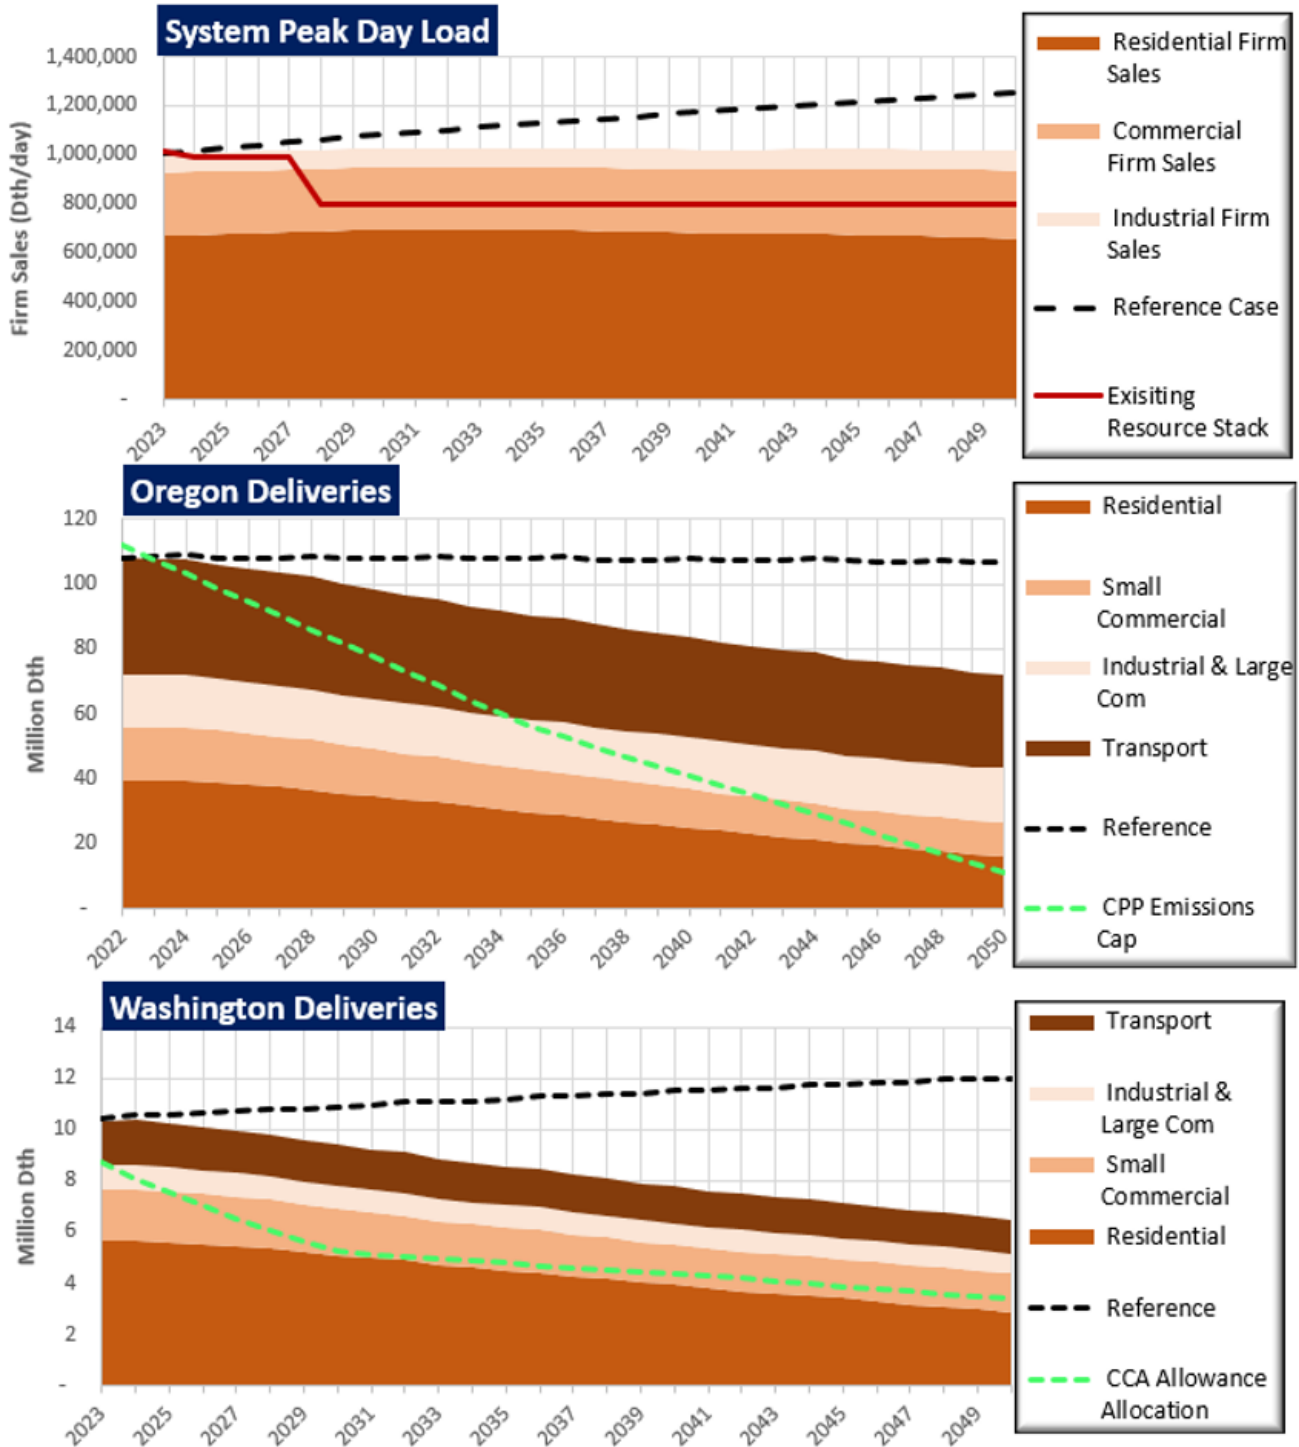 System Peak Day Load
Firm Sales (Dth/day)
1,400,000
1,200,000
1,000,000
800,000
600,000
400,000
200,000
-
2023
2025
2027
2029
2031
2033
2035
2037
2039
2041
2043
2045
2047
2049
Residential Firm
Sales
Commercial
Firm Sales
Industrial Firm
Sales
Reference Case
Exisiting
Resource Stack
Oregon Deliveries
Million Dth
120
100
80
60
40
20
-
2022
2024
2026
2028
2030
2032
2034
2036
2038
2040
2042
2044
2046
2048
2050
Residential
Small
Commercial
Industrial & Large
Com
Transport
Reference
CPP Emissions
Cap
Washington Deliveries
Million Dth
14
12
10
8
6
4
2
-
2023
2025
2027
2029
2031
2033
2035
2037
2039
2041
2043
2045
2047
2049
Transport
Industrial &
Large Com
Small
Commercial
Residential
Reference
CCA Allowance
Allocation